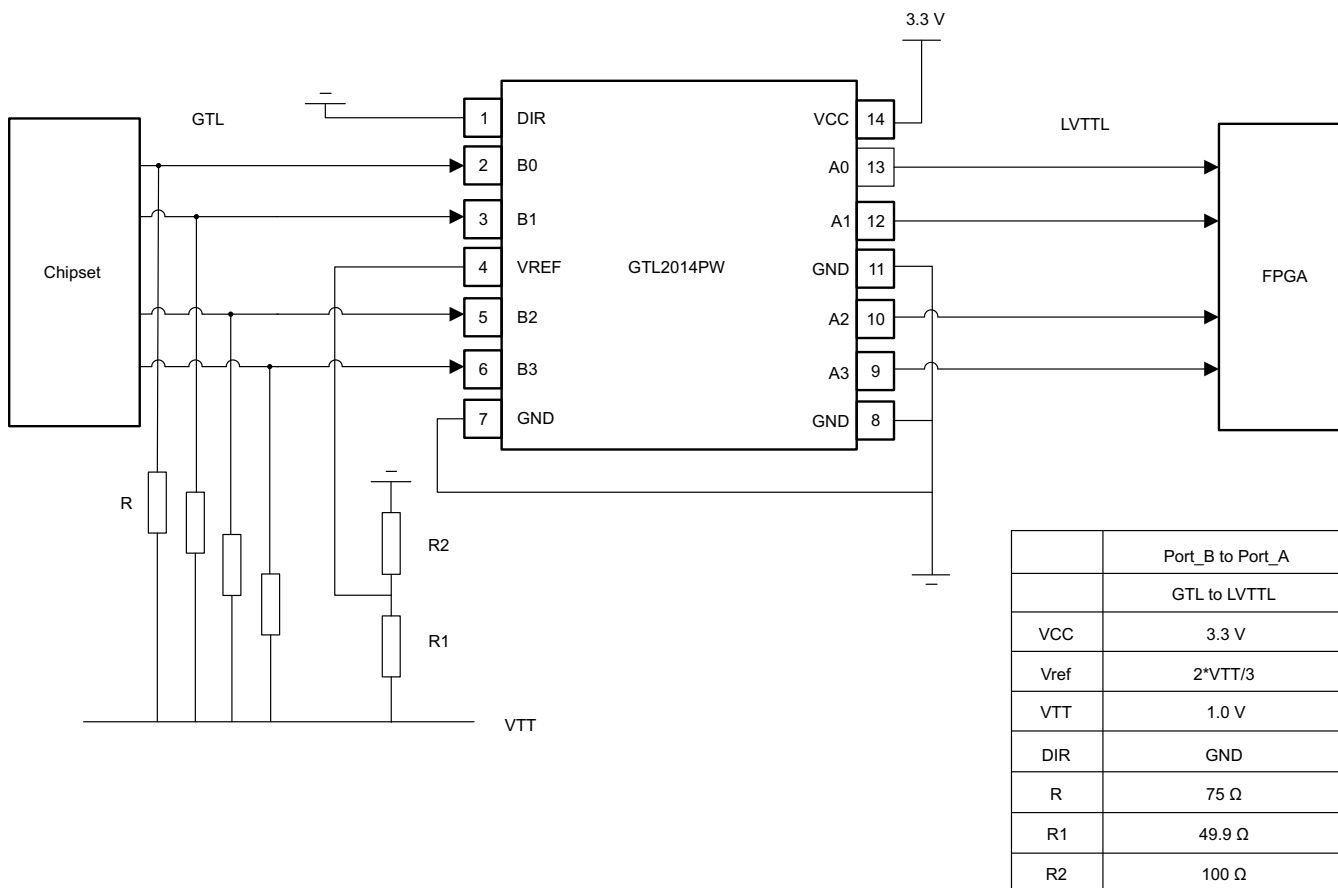 3.3 V
GTL
LVTTL
Chipset
1 DIR
2 B0
3 B1
4 VREF
5 B2
6 B3
7 GND
GTL2014PW
VCC 14
A0 13
A1 12
GND 11
A2 10
A3 9
GND 8
FPGA
R
R2
R1
VTT
Port_B to Port_A
GTL to LVTTL
VCC 3.3 V
Vref 2*VTT/3
VTT 1.0 V
DIR GND
R 75 Ω
R1 49.9 Ω
R2 100 Ω